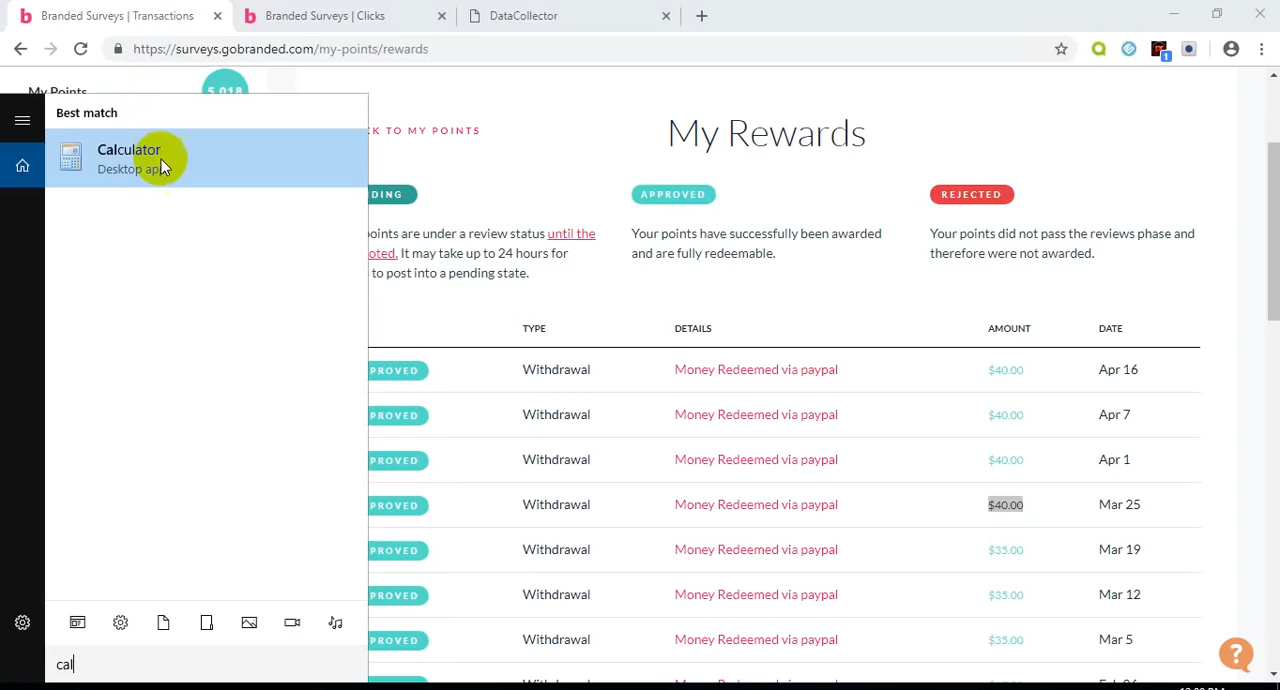 Branded Surveys | Transactions
Branded Surveys | Clicks
DataCollector
https://surveys.gobranded.com/my-points/rewards
1
My Points
5,018
Best match
Calculator
Desktop app
CK TO MY POINTS
My Rewards
DING
APPROVED
REJECTED
points are under a review status until the
oted. It may take up to 24 hours for
to post into a pending state.
Your points have successfully been awarded
and are fully redeemable.
Your points did not pass the reviews phase and
therefore were not awarded.
TYPE DETAILS AMOUNT DATE
PROVED Withdrawal Money Redeemed via paypal $40.00 Apr 16
PROVED Withdrawal Money Redeemed via paypal $40.00 Apr 7
PROVED Withdrawal Money Redeemed via paypal $40.00 Apr 1
PROVED Withdrawal Money Redeemed via paypal $40.00 Mar 25
PROVED Withdrawal Money Redeemed via paypal $35.00 Mar 19
PROVED Withdrawal Money Redeemed via paypal $35.00 Mar 12
PROVED Withdrawal Money Redeemed via paypal $35.00 Mar 5
cal
?